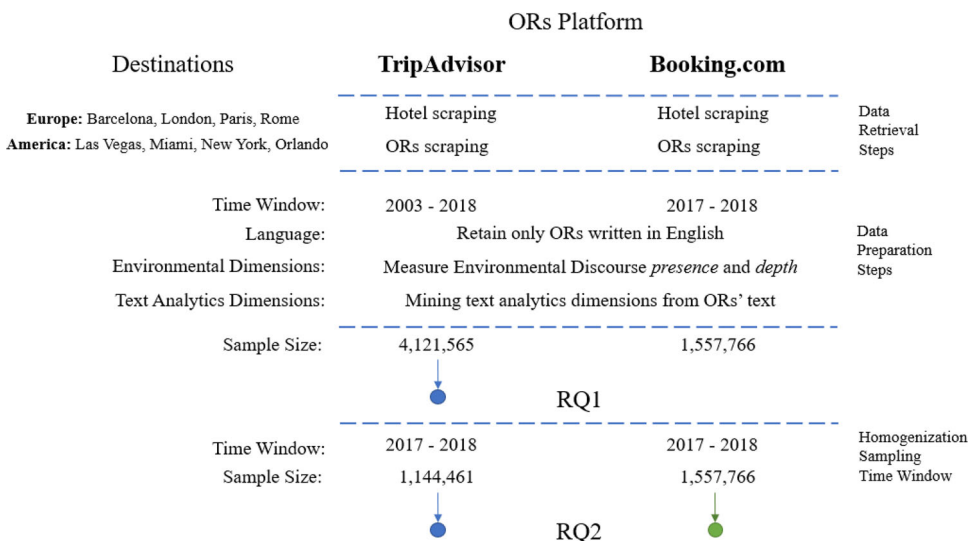 ORs Platform
Destinations TripAdvisor Booking.com
Europe: Barcelona, London, Paris, Rome
America: Las Vegas, Miami, New York, Orlando
Hotel scraping Hotel scraping
ORs scraping ORs scraping
Data
Retrieval
Steps
Time Window: 2003 - 2018 2017 - 2018
Language: Retain only ORs written in English
Environmental Dimensions: Measure Environmental Discourse presence and depth
Text Analytics Dimensions: Mining text analytics dimensions from ORs' text
Data
Preparation
Steps
Sample Size: 4,121,565 1,557,766
RQ1
Time Window: 2017 - 2018 2017 - 2018
Sample Size: 1,144,461 1,557,766
Homogenization
Sampling
Time Window
RQ2